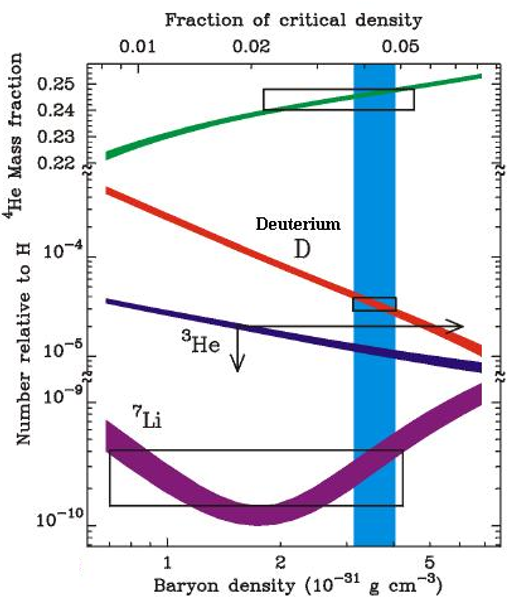 Fraction of critical density
0.01 0.02 0.05
⁴He Mass fraction
0.25
0.24
0.23
0.22
Number relative to H
Deuterium
D
10⁻⁴
³He
10⁻⁵
10⁻⁹
⁷Li
10⁻¹⁰
1 2 5
Baryon density (10⁻³¹ g cm⁻³)